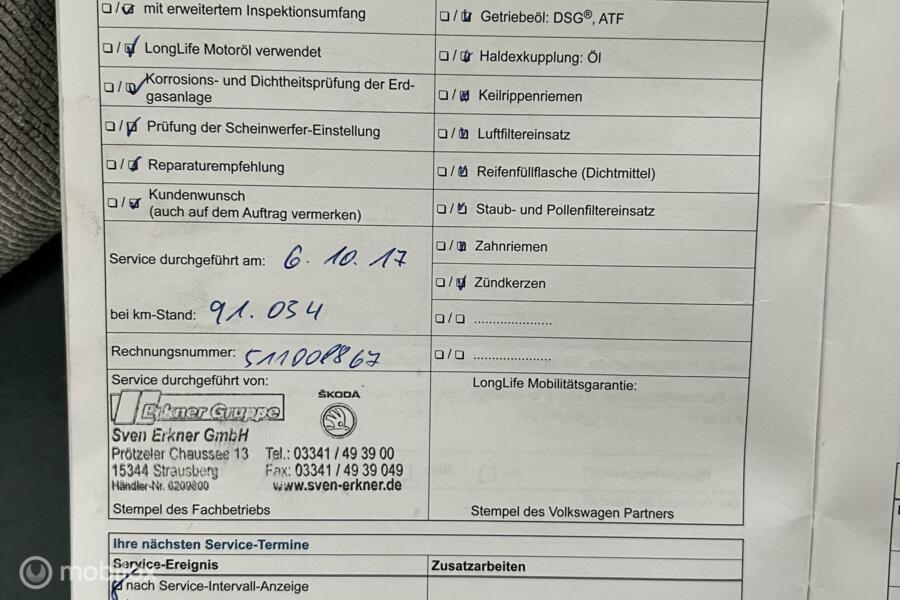 mit erweitertem Inspektionsumfang
LongLife Motoröl verwendet
Korrosions- und Dichtheitsprüfung der Erd-
gasanlage
Prüfung der Scheinwerfer-Einstellung
Reparaturempfehlung
Kundenwunsch
(auch auf dem Auftrag vermerken)
Service durchgeführt am: 6. 10. 17
bei km-Stand: 91.034
Rechnungsnummer: 511008867
Service durchgeführt von:
Erkner Gruppe
Sven Erkner GmbH
Prötzeler Chaussee 13
15344 Strausberg
Händler-Nr. 6209800
ŠKODA
Tel.: 03341 / 49 39 00
Fax: 03341 / 49 39 049
www.sven-erkner.de
Stempel des Fachbetriebs
Getriebeöl: DSG®, ATF
Haldexkupplung: Öl
Keilrippenriemen
Luftfiltereinsatz
Reifenfüllflasche (Dichtmittel)
Staub- und Pollenfiltereinsatz
Zahnriemen
Zündkerzen
LongLife Mobilitätsgarantie:
Stempel des Volkswagen Partners
Ihre nächsten Service-Termine
Service-Ereignis
Zusatzarbeiten
nach Service-Intervall-Anzeige